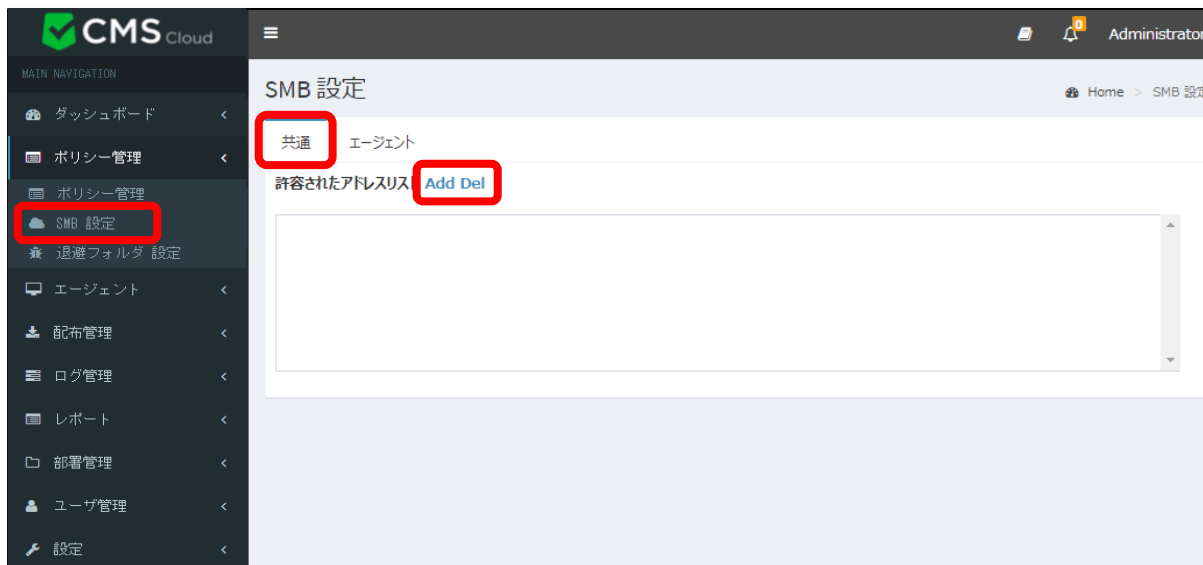 CMS Cloud
0
Administrator
MAIN NAVIGATION
SMB 設定
Home > SMB 設定
ダッシュボード
共通 エージェント
ポリシー管理
許容されたアドレスリスト Add Del
ポリシー管理
SMB 設定
退避フォルダ 設定
エージェント
配布管理
ログ管理
レポート
部署管理
ユーザ管理
設定